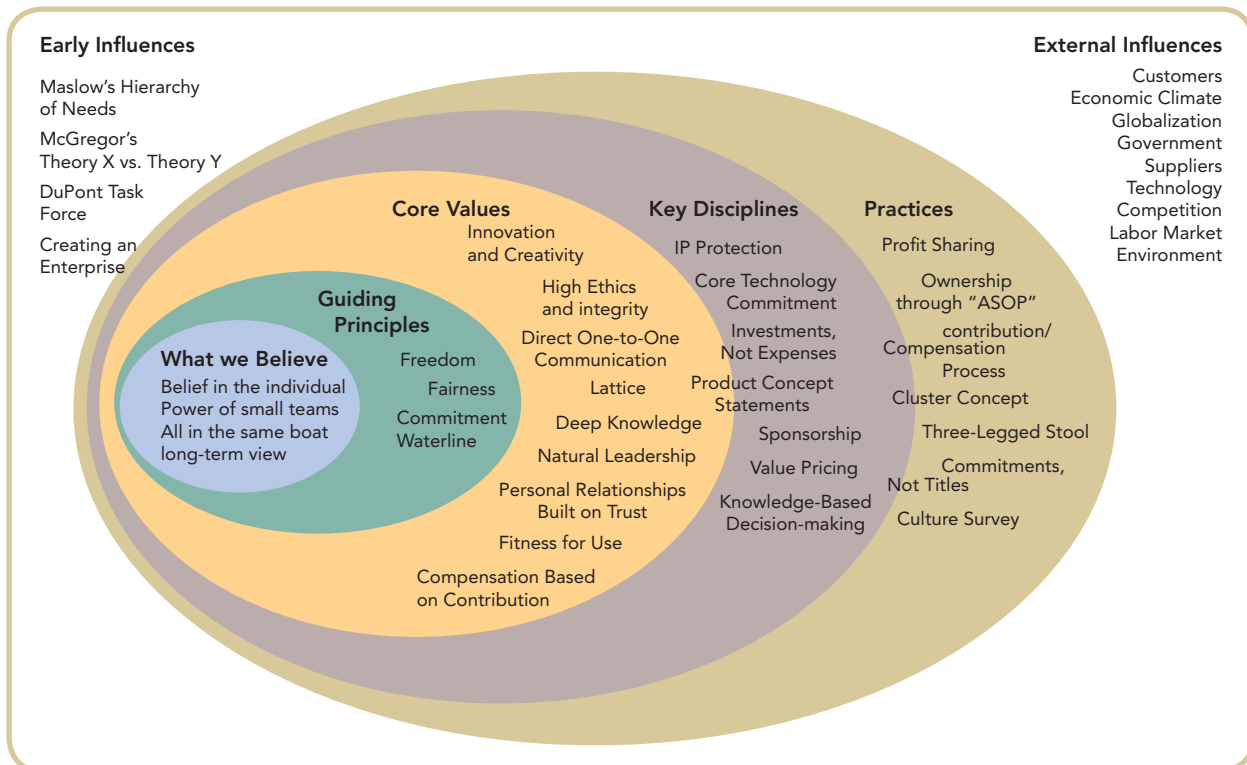 Early Influences
Maslow's Hierarchy
of Needs
McGregor's
Theory X vs. Theory Y
DuPont Task
Force
Creating an
Enterprise
External Influences
Customers
Economic Climate
Globalization
Government
Suppliers
Technology
Competition
Labor Market
Environment
What we Believe
Belief in the individual
Power of small teams
All in the same boat
long-term view
Guiding
Principles
Freedom
Fairness
Commitment
Waterline
Core Values
Innovation
and Creativity
High Ethics
and integrity
Direct One-to-One
Communication
Lattice
Deep Knowledge
Natural Leadership
Personal Relationships
Built on Trust
Fitness for Use
Compensation Based
on Contribution
Key Disciplines
IP Protection
Core Technology
Commitment
Investments,
Not Expenses
Product Concept
Statements
Sponsorship
Value Pricing
Knowledge-Based
Decision-making
Practices
Profit Sharing
Ownership
through “ASOP”
contribution/
Compensation
Process
Cluster Concept
Three-Legged Stool
Commitments,
Not Titles
Culture Survey